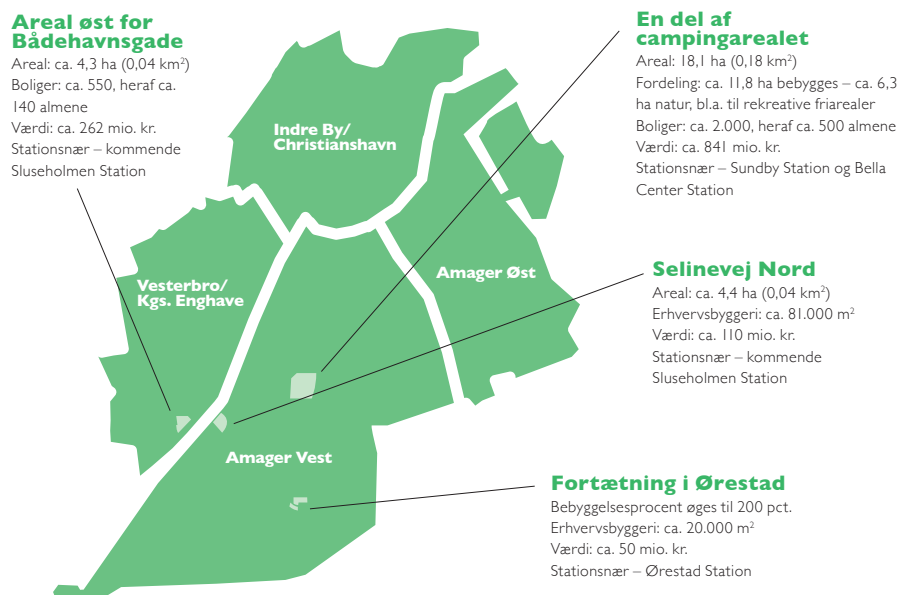 Areal øst for
Bådehavnsgade
Areal: ca. 4,3 ha (0,04 km²)
Boliger: ca. 550, heraf ca.
140 almene
Værdi: ca. 262 mio. kr.
Stationsnær – kommende
Sluseholmen Station
En del af
campingarealet
Areal: 18,1 ha (0,18 km²)
Fordeling: ca. 11,8 ha bebygges – ca. 6,3
ha natur, bl.a. til rekreative friarealer
Boliger: ca. 2.000, heraf ca. 500 almene
Værdi: ca. 841 mio. kr.
Stationsnær – Sundby Station og Bella
Center Station
Indre By/
Christianshavn
Vesterbro/
Kgs. Enghave
Amager Øst
Amager Vest
Selinevej Nord
Areal: ca. 4,4 ha (0,04 km²)
Erhvervsbyggeri: ca. 81.000 m²
Værdi: ca. 110 mio. kr.
Stationsnær – kommende
Sluseholmen Station
Fortætning i Ørestad
Bebyggelsesprocent øges til 200 pct.
Erhvervsbyggeri: ca. 20.000 m²
Værdi: ca. 50 mio. kr.
Stationsnær – Ørestad Station